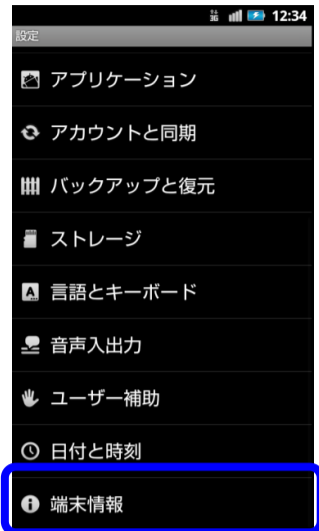 3G 12:34
設定
アプリケーション
アカウントと同期
バックアップと復元
ストレージ
言語とキーボード
音声入出力
ユーザー補助
日付と時刻
端末情報